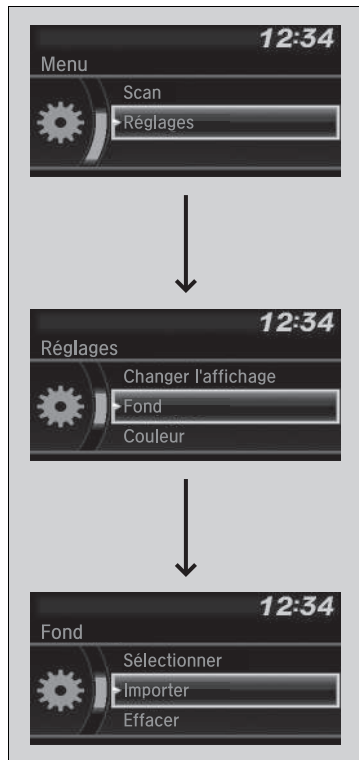 12:34
Menu
Scan
Réglages
12:34
Réglages
Changer l'affichage
Fond
Couleur
12:34
Fond
Sélectionner
Importer
Effacer